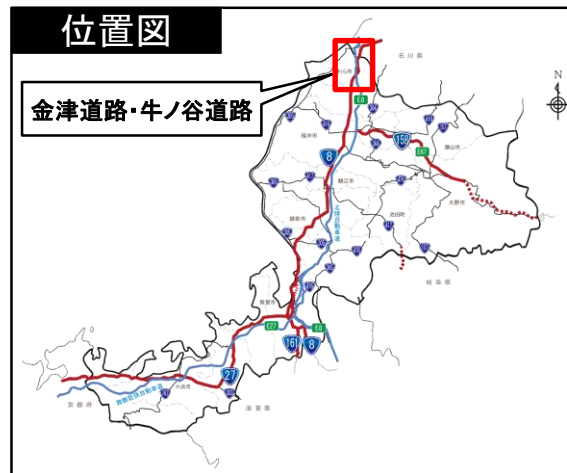 位置図
石川県
N
金津道路・牛ノ谷道路
わら市
E8
福井市
158
勝山市
E67
8
鯖江市
大野市
越前市
池田町
北陸自動車道
岐阜県
敦賀市
E27
E8
161
8
27
小浜市
舞鶴若狭自動車道
京都府
滋賀県